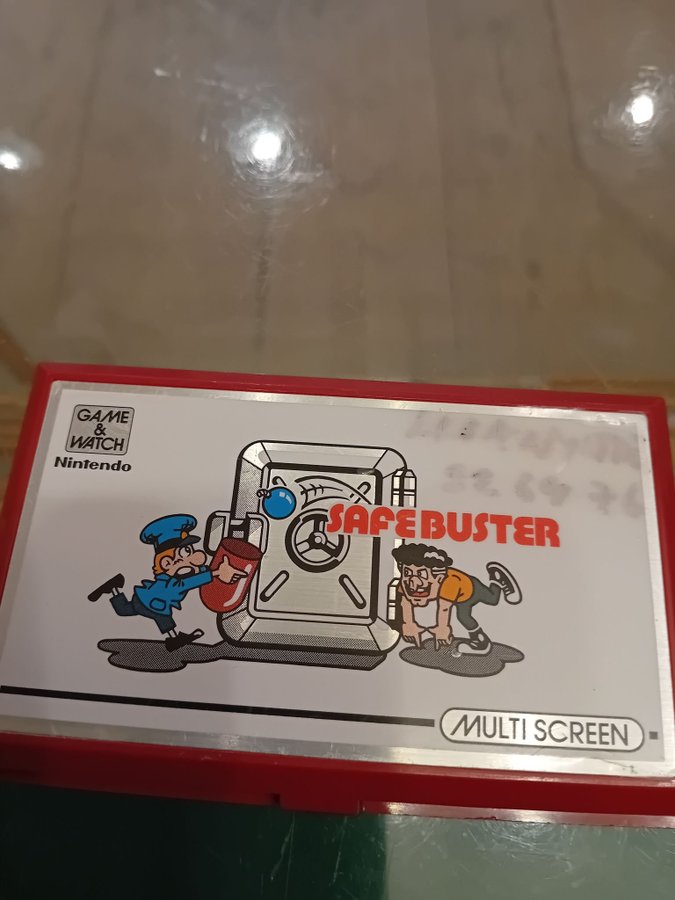 GAME
&
WATCH
Nintendo
SAFEBUSTER
MULTI SCREEN